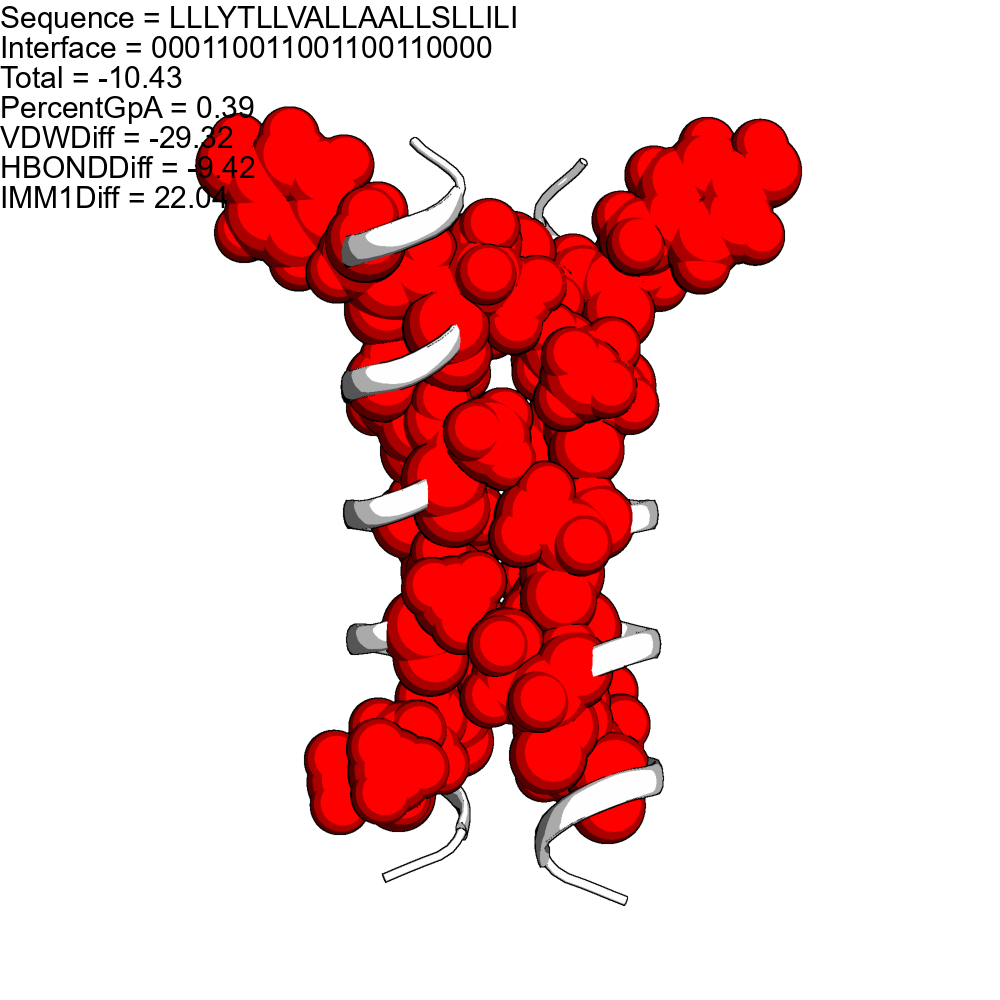 Sequence = LLLYTLLVALLAALLSLLILI
Interface = 000110011001100110000
Total = -10.43
PercentGpA = 0.39
VDWDiff = -29.32
HBONDDiff = -9.42
IMM1Diff = 22.04